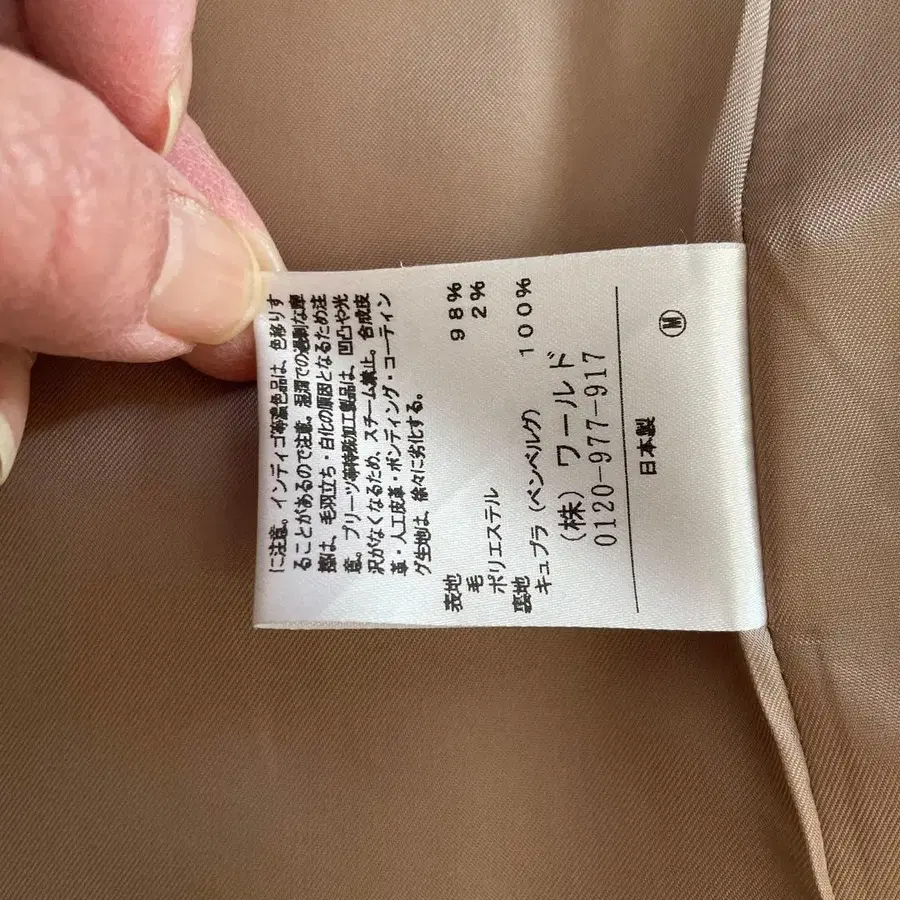 に注意。インディゴ等濃色品は、色移りす
ることがあるので注意。湿潤での過剰な摩
擦は、毛羽立ち・白化の原因となるため注
意。プリーツ等特殊加工製品は、凹凸や光
沢がなくなるため、スチーム禁止。合成皮
革・人工皮革・ボンディング・コーティン
グ生地は、徐々に劣化する。
表地
毛 98%
ポリエステル 2%
裏地
キュプラ(ベンベルグ) 100%
(株)ワールド
0120-977-917
日本製 Ⓜ